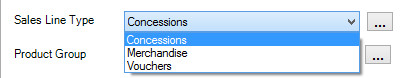 Sales Line Type Concessions ...
Concessions
Merchandise
Product Group ...
Vouchers